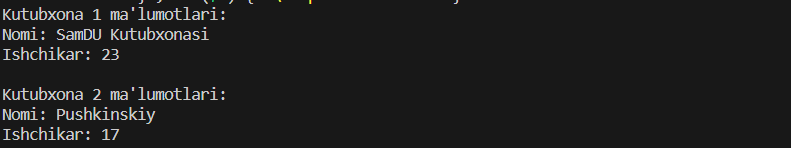 Kutubxona 1 ma'lumotlari:
Nomi: SamDU Kutubxonasi
Ishchikar: 23
Kutubxona 2 ma'lumotlari:
Nomi: Pushkinskiy
Ishchikar: 17